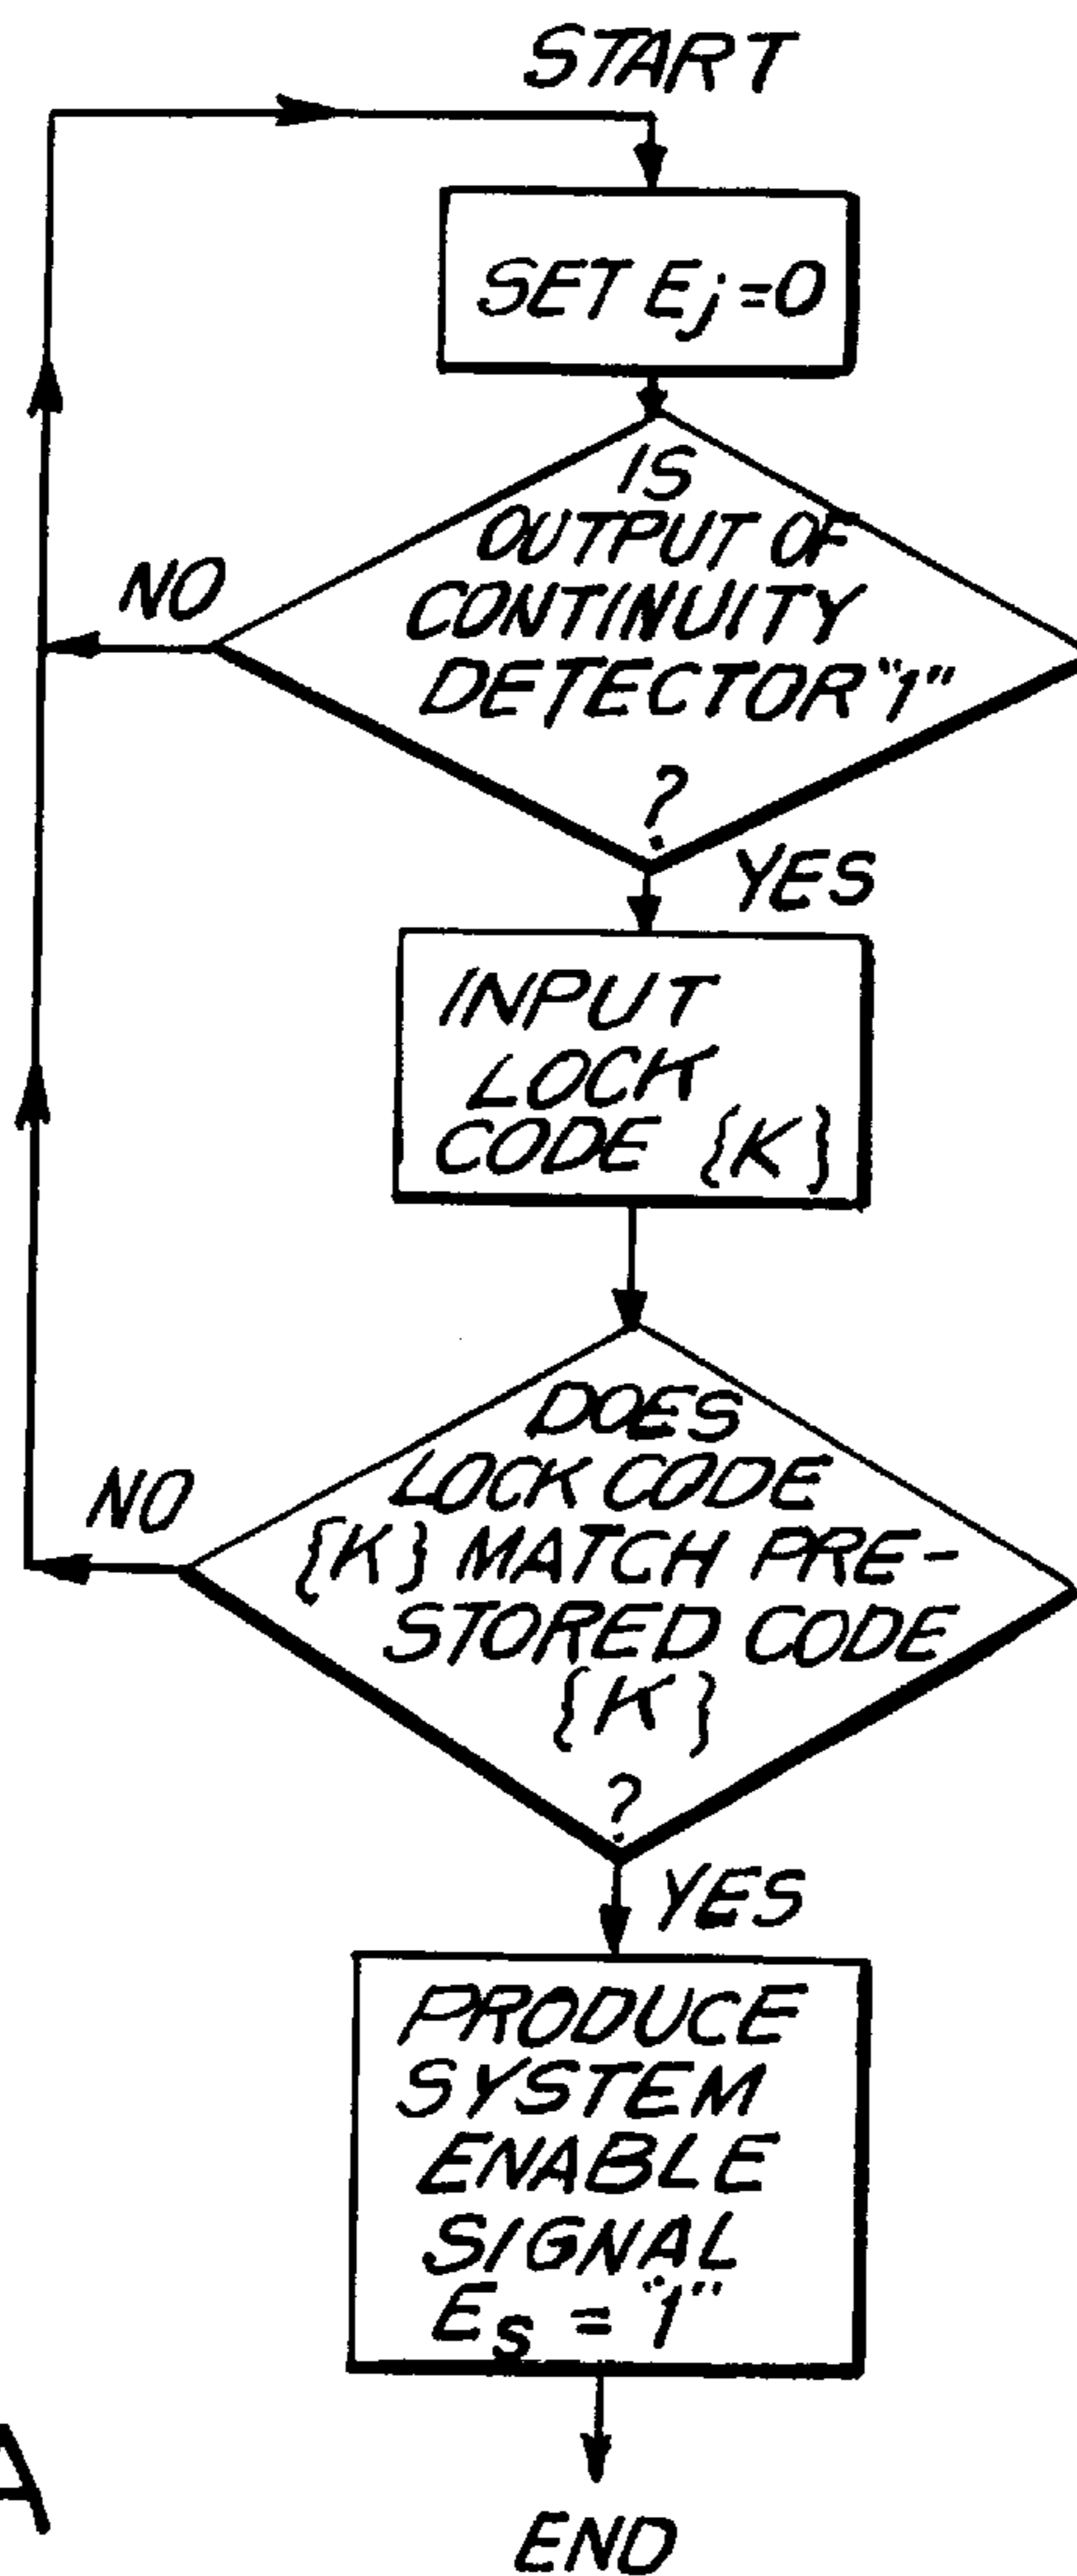 START
SET Ej=0
IS
OUTPUT OF
CONTINUITY
DETECTOR "1"
?
NO
YES
INPUT
LOCK
CODE {K}
DOES
LOCK CODE
{K} MATCH PRE-
STORED CODE
{K}
?
NO
YES
PRODUCE
SYSTEM
ENABLE
SIGNAL
Es = "1"
END
A